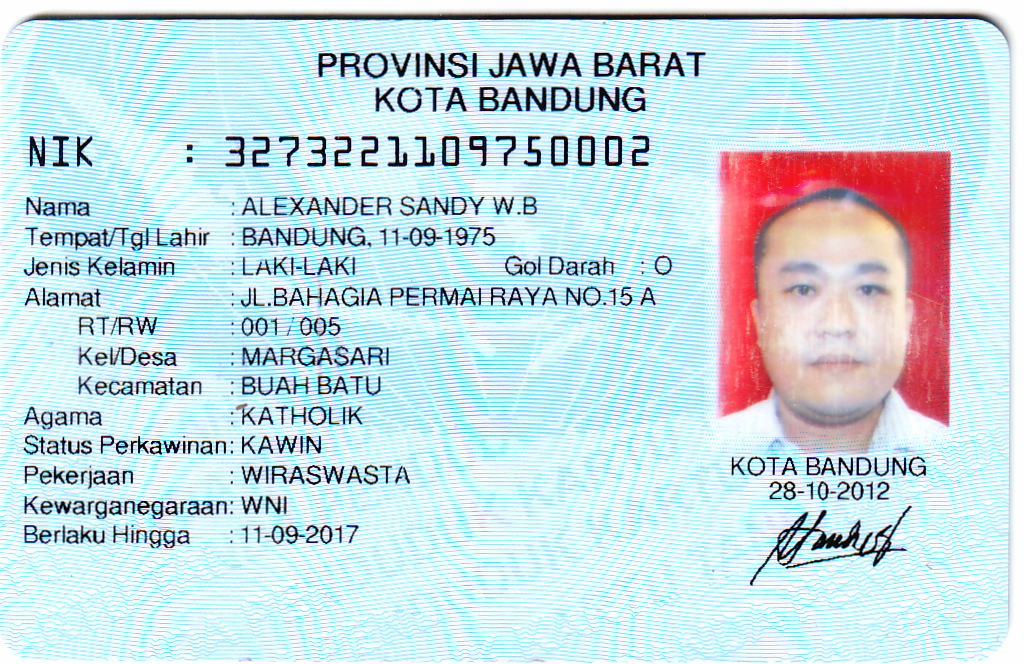 PROVINSI JAWA BARAT
KOTA BANDUNG
NIK : 3273221109750002
Nama : ALEXANDER SANDY W.B
Tempat/Tgl Lahir : BANDUNG, 11-09-1975
Jenis Kelamin : LAKI-LAKI Gol Darah : O
Alamat : JL.BAHAGIA PERMAI RAYA NO.15 A
RT/RW : 001 / 005
Kel/Desa : MARGASARI
Kecamatan : BUAH BATU
Agama : KATHOLIK
Status Perkawinan: KAWIN
Pekerjaan : WIRASWASTA
Kewarganegaraan: WNI
Berlaku Hingga : 11-09-2017
KOTA BANDUNG
28-10-2012